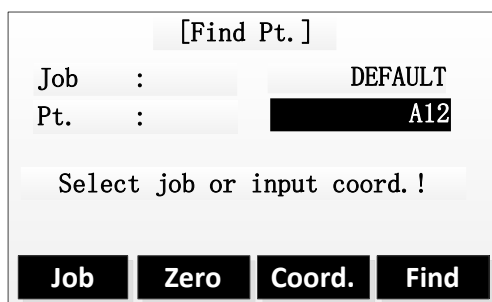 [Find Pt.]
Job : DEFAULT
Pt. : A12
Select job or input coord.!
Job Zero Coord. Find